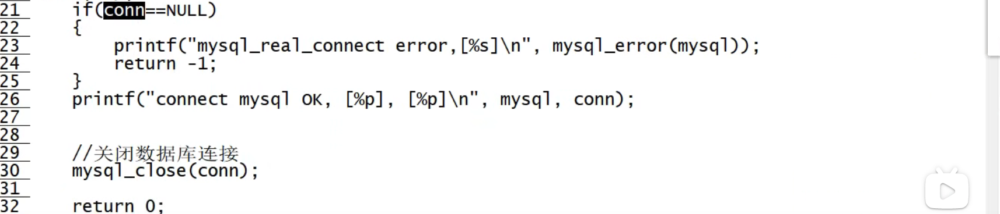 21 if(conn==NULL)
22 {
23 printf("mysql_real_connect error,[%s]\n", mysql_error(mysql));
24 return -1;
25 }
26 printf("connect mysql OK, [%p], [%p]\n", mysql, conn);
27
28
29 //关闭数据库连接
30 mysql_close(conn);
31
32 return 0;